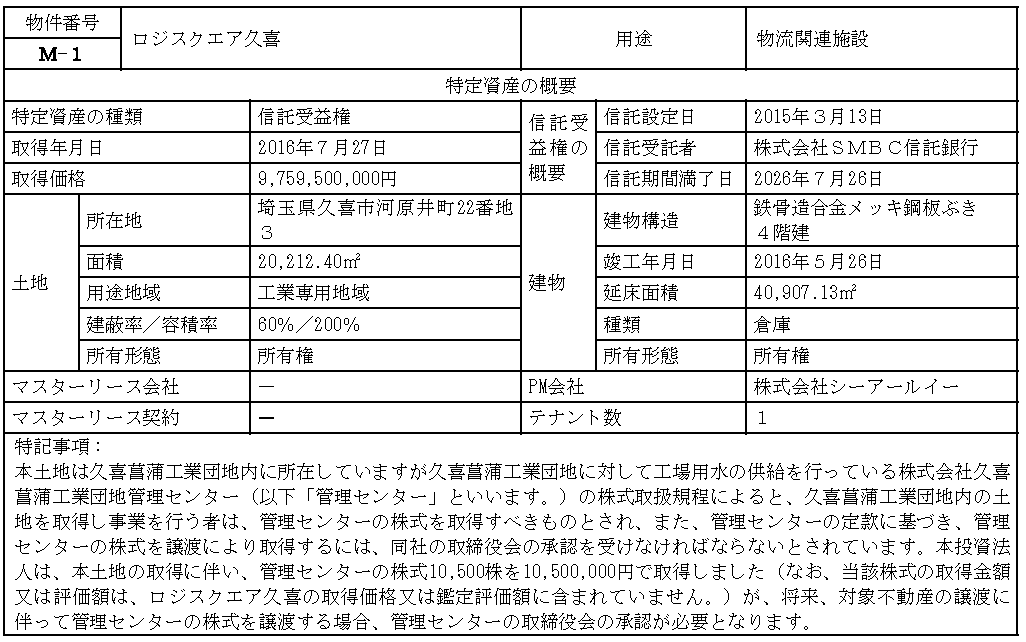 物件番号
M-1
ロジスクエア久喜
用途
物流関連施設
特定資産の概要
特定資産の種類
信託受益権
信託受
益権の
概要
信託設定日
2015年３月13日
取得年月日
2016年７月27日
信託受託者
株式会社ＳＭＢＣ信託銀行
取得価格
9,759,500,000円
信託期間満了日
2026年７月26日
土地
所在地
埼玉県久喜市河原井町22番地
３
建物
建物構造
鉄骨造合金メッキ鋼板ぶき
４階建
面積
20,212.40㎡
竣工年月日
2016年５月26日
用途地域
工業専用地域
延床面積
40,907.13㎡
建蔽率／容積率
60%／200%
種類
倉庫
所有形態
所有権
所有形態
所有権
マスターリース会社
－
PM会社
株式会社シーアールイー
マスターリース契約
－
テナント数
１
特記事項：
本土地は久喜菖蒲工業団地内に所在していますが久喜菖蒲工業団地に対して工場用水の供給を行っている株式会社久喜
菖蒲工業団地管理センター（以下「管理センター」といいます。）の株式取扱規程によると、久喜菖蒲工業団地内の土
地を取得し事業を行う者は、管理センターの株式を取得すべきものとされ、また、管理センターの定款に基づき、管理
センターの株式を譲渡により取得するには、同社の取締役会の承認を受けなければならないとされています。本投資法
人は、本土地の取得に伴い、管理センターの株式10,500株を10,500,000円で取得しました（なお、当該株式の取得金額
又は評価額は、ロジスクエア久喜の取得価格又は鑑定評価額に含まれていません。）が、将来、対象不動産の譲渡に
伴って管理センターの株式を譲渡する場合、管理センターの取締役会の承認が必要となります。